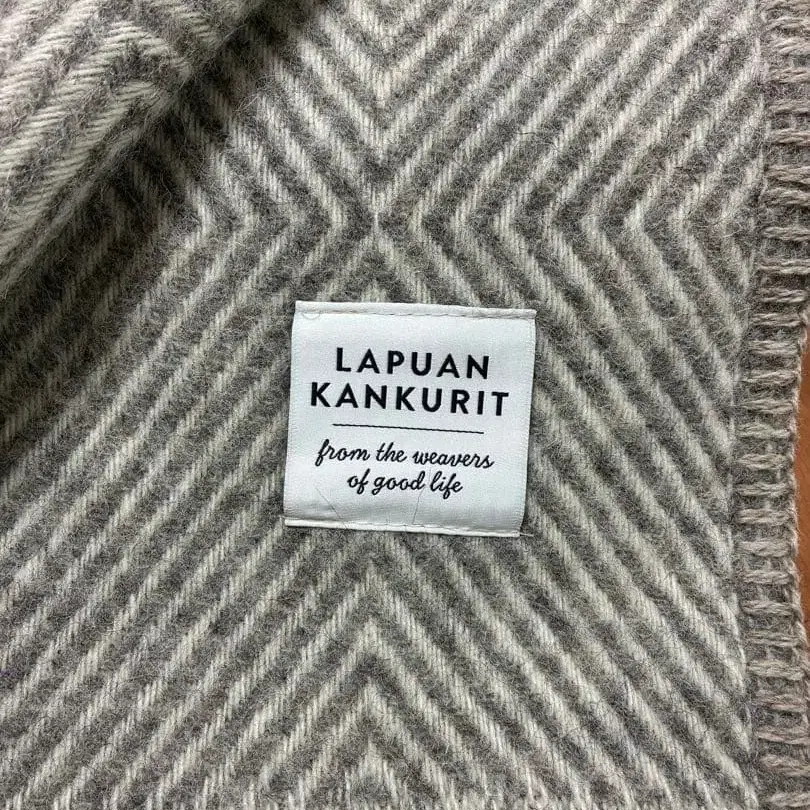 LAPUAN
KANKURIT
from the weavers
of good life